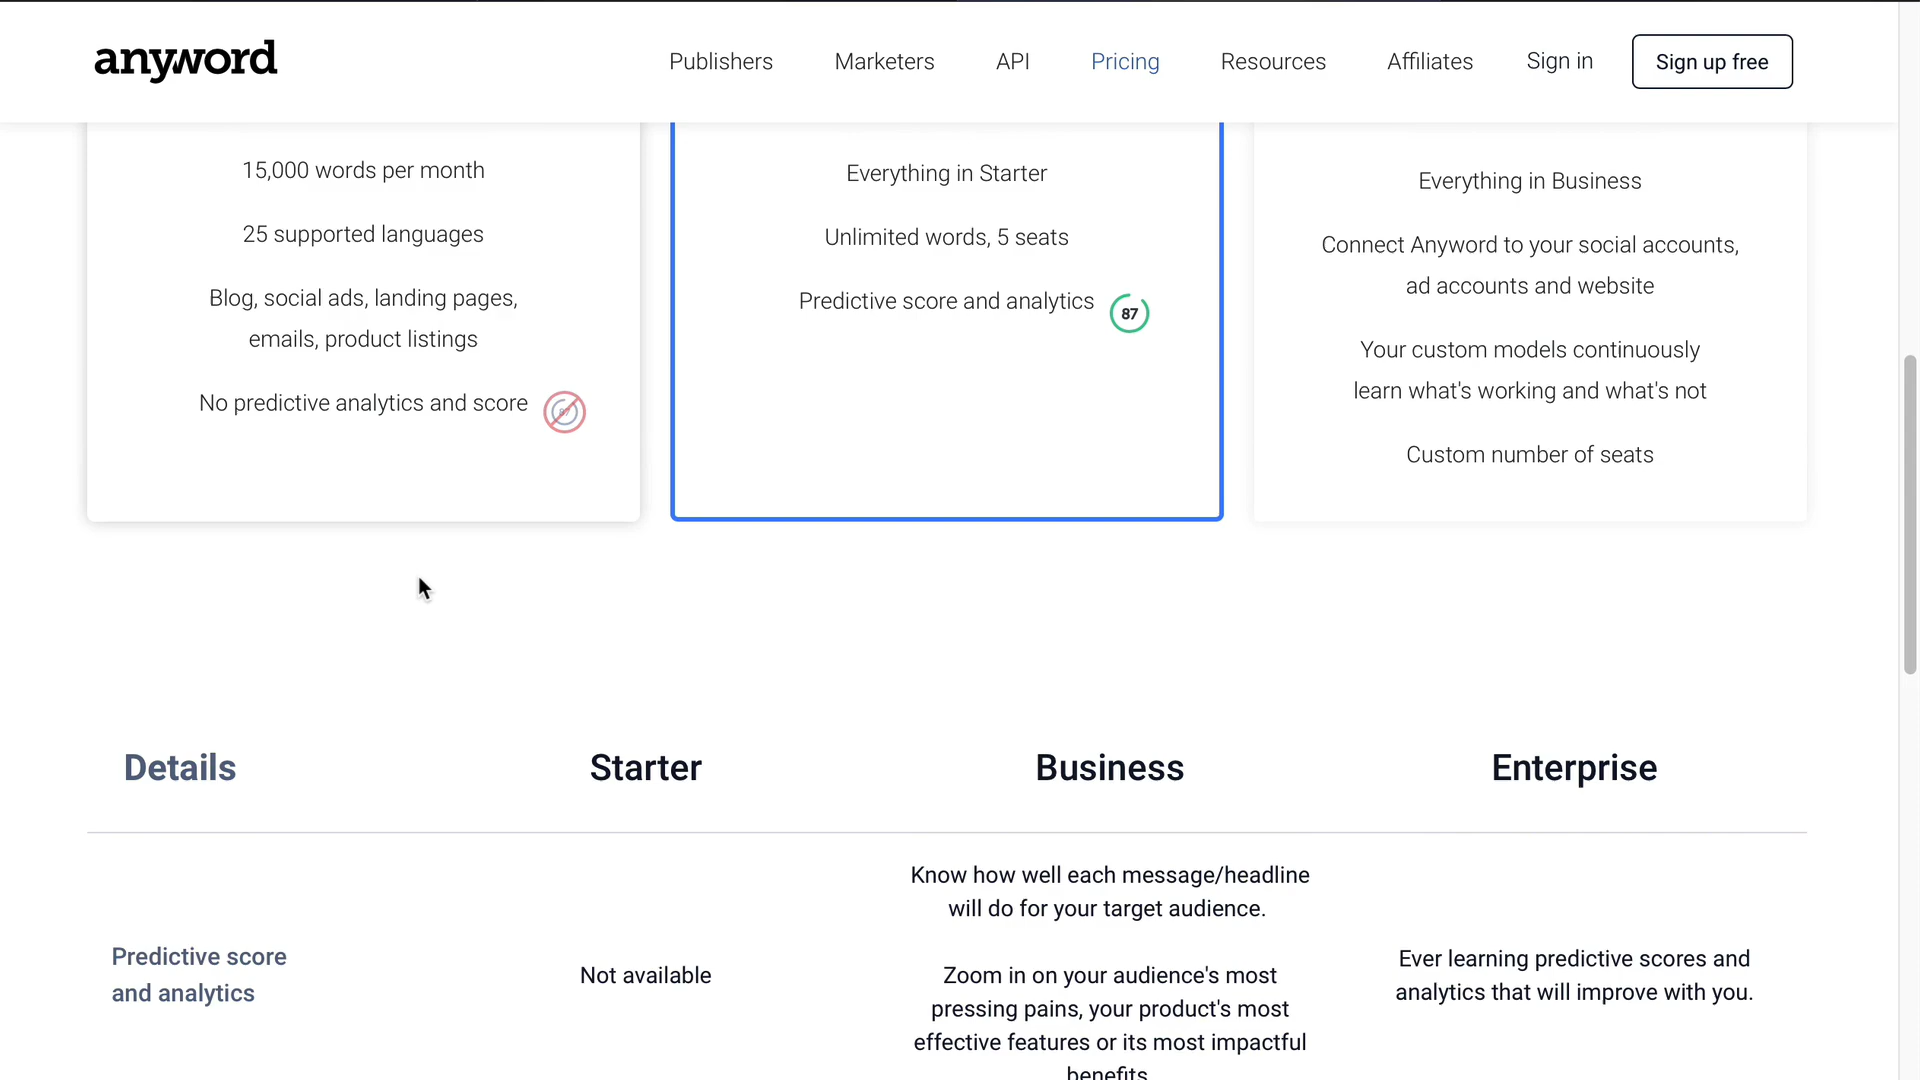 anyword
Publishers
Marketers
API
Pricing
Resources
Affiliates
Sign in
Sign up free
15,000 words per month
25 supported languages
Blog, social ads, landing pages,
emails, product listings
No predictive analytics and score
Everything in Starter
Unlimited words, 5 seats
Predictive score and analytics
87
Everything in Business
Connect Anyword to your social accounts,
ad accounts and website
Your custom models continuously
learn what's working and what's not
Custom number of seats
Details
Starter
Business
Enterprise
Predictive score
and analytics
Not available
Know how well each message/headline
will do for your target audience.
Zoom in on your audience's most
pressing pains, your product's most
effective features or its most impactful
benefits.
Ever learning predictive scores and
analytics that will improve with you.